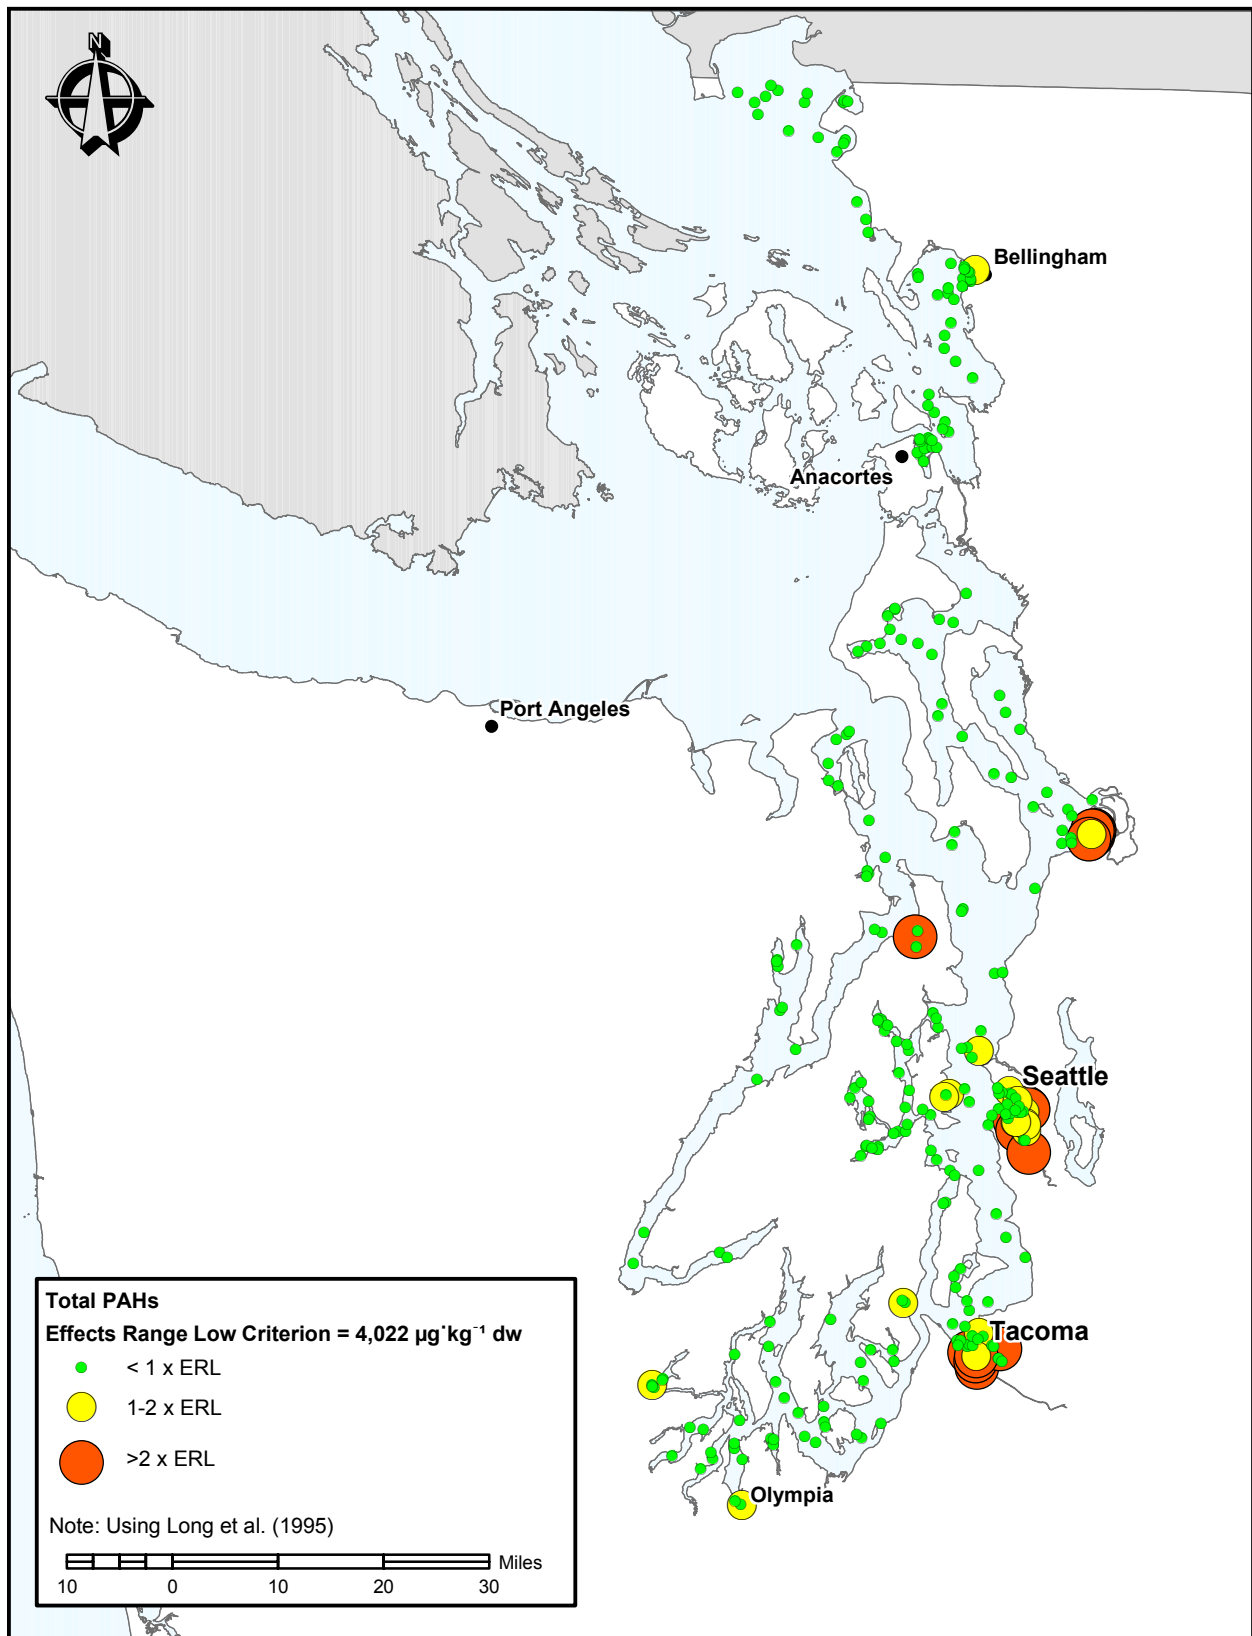 N
Bellingham
Anacortes
Port Angeles
Seattle
Tacoma
Olympia
Total PAHs
Effects Range Low Criterion = 4,022 µg*kg⁻¹ dw
< 1 x ERL
1-2 x ERL
>2 x ERL
Note: Using Long et al. (1995)
Miles
10 0 10 20 30